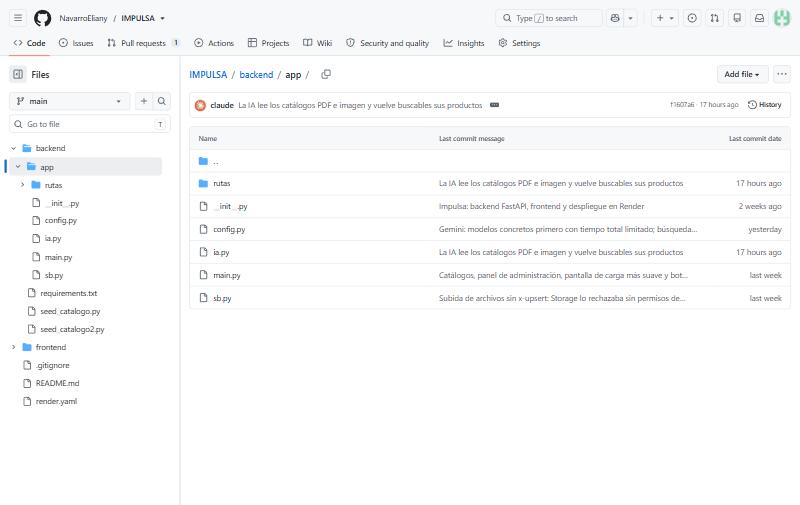 NavarroEliany / IMPULSA
Type / to search
Code
Issues
Pull requests 1
Actions
Projects
Wiki
Security and quality
Insights
Settings
Files
main
Go to file
T
backend
app
rutas
__init__.py
config.py
ia.py
main.py
sb.py
requirements.txt
seed_catalogo.py
seed_catalogo2.py
frontend
.gitignore
README.md
render.yaml
IMPULSA / backend / app /
Add file
claude La IA lee los catálogos PDF e imagen y vuelve buscables sus productos
f1607a6 · 17 hours ago
History
Name Last commit message Last commit date
..
rutas La IA lee los catálogos PDF e imagen y vuelve buscables sus productos 17 hours ago
__init__.py Impulsa: backend FastAPI, frontend y despliegue en Render 2 weeks ago
config.py Gemini: modelos concretos primero con tiempo total limitado; búsqueda... yesterday
ia.py La IA lee los catálogos PDF e imagen y vuelve buscables sus productos 17 hours ago
main.py Catálogos, panel de administración, pantalla de carga más suave y bot... last week
sb.py Subida de archivos sin x-upsert: Storage lo rechazaba sin permisos de... last week